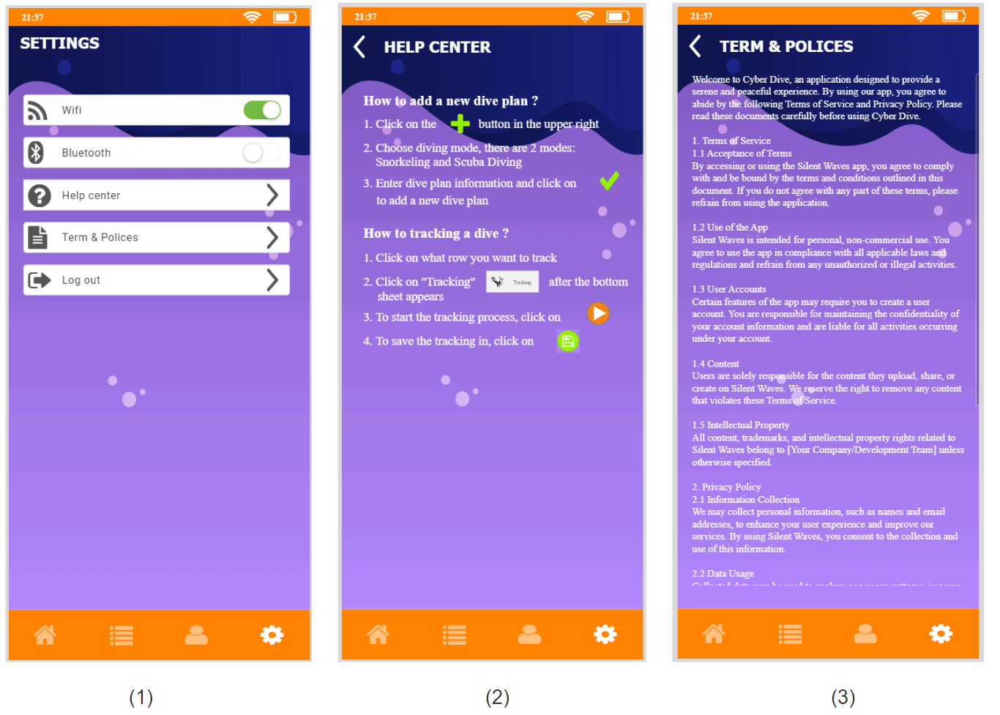 21:37
SETTINGS
Wifi
Bluetooth
Help center
Term & Polices
Log out
(1)
21:37
HELP CENTER
How to add a new dive plan ?
1. Click on the button in the upper right
2. Choose diving mode, there are 2 modes:
Snorkeling and Scuba Diving
3. Enter dive plan information and click on
to add a new dive plan
How to tracking a dive ?
1. Click on what row you want to track
2. Click on "Tracking" Tracking after the bottom
sheet appears
3. To start the tracking process, click on
4. To save the tracking in, click on
(2)
21:37
TERM & POLICES
Welcome to Cyber Dive, an application designed to provide a
serene and peaceful experience. By using our app, you agree to
abide by the following Terms of Service and Privacy Policy. Please
read these documents carefully before using Cyber Dive.
1. Terms of Service
1.1 Acceptance of Terms
By accessing or using the Silent Waves app, you agree to comply
with and be bound by the terms and conditions outlined in this
document. If you do not agree with any part of these terms, please
refrain from using the application.
1.2 Use of the App
Silent Waves is intended for personal, non-commercial use. You
agree to use the app in compliance with all applicable laws and
regulations and refrain from any unauthorized or illegal activities.
1.3 User Accounts
Certain features of the app may require you to create a user
account. You are responsible for maintaining the confidentiality of
your account information and are liable for all activities occurring
under your account.
1.4 Content
Users are solely responsible for the content they upload, share, or
create on Silent Waves. We reserve the right to remove any content
that violates these Terms of Service.
1.5 Intellectual Property
All content, trademarks, and intellectual property rights related to
Silent Waves belong to [Your Company/Development Team] unless
otherwise specified.
2. Privacy Policy
2.1 Information Collection
We may collect personal information, such as names and email
addresses, to enhance your user experience and improve our
services. By using Silent Waves, you consent to the collection and
use of this information.
2.2 Data Usage
Collected data may be used to analyze app usage patterns, improve
(3)